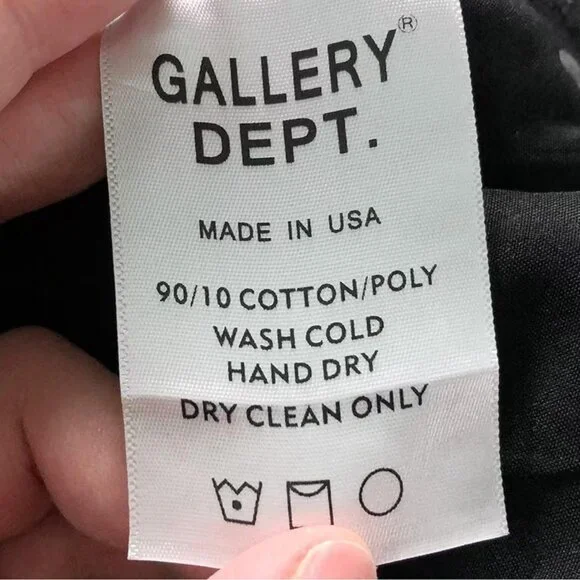 GALLERY®
DEPT.
MADE IN USA
90/10 COTTON/POLY
WASH COLD
HAND DRY
DRY CLEAN ONLY